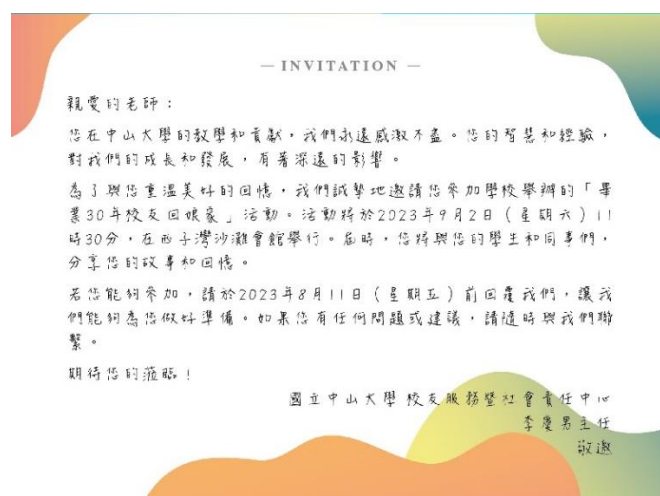 — INVITATION —
親愛的老師：
您在中山大學的教學和貢獻，我們永遠感激不盡。您的智慧和經驗，
對我們的成長和發展，有著深遠的影響。
為了與您重溫美好的回憶，我們誠摯地邀請您參加學校舉辦的「畢
業30年校友回娘家」活動。活動將於2023年9月2日（星期六）11
時30分，在西子灣沙灘會館舉行。屆時，您將與您的學生和同事們，
分享您的故事和回憶。
若您能夠參加，請於2023年8月11日（星期五）前回覆我們，讓我
們能夠為您做好準備。如果您有任何問題或建議，請隨時與我們聯
繫。
期待您的蒞臨！
國立中山大學 校友服務暨社會責任中心
李慶男主任
敬邀